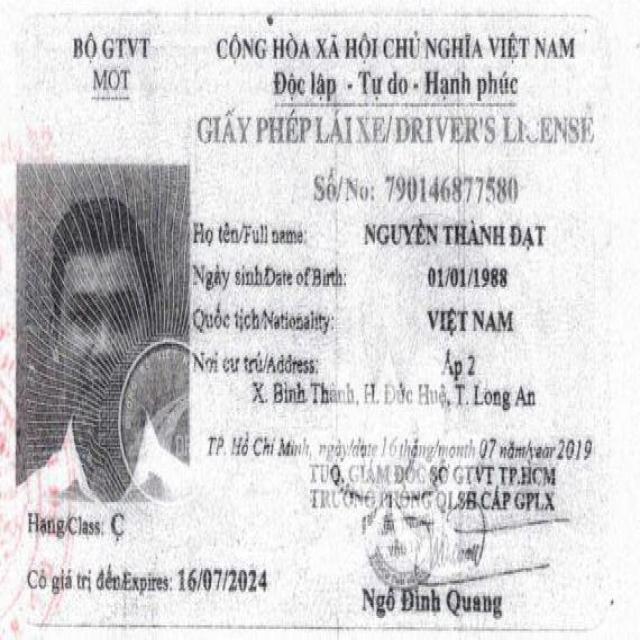 BỘ GTVT
MOT
CỘNG HÒA XÃ HỘI CHỦ NGHĨA VIỆT NAM
Độc lập - Tự do - Hạnh phúc
GIẤY PHÉP LÁI XE/DRIVER'S LICENSE
Số/No: 790146877580
Họ tên/Full name: NGUYỄN THÀNH ĐẠT
Ngày sinh/Date of Birth: 01/01/1988
Quốc tịch/Nationality: VIỆT NAM
Nơi cư trú/Address: Ấp 2
X. Bình Thành, H. Đức Huệ, T. Long An
TP. Hồ Chí Minh, ngày/date 16 tháng/month 07 năm/year 2019
TUQ. GIÁM ĐỐC SỞ GTVT TP.HCM
TRƯỞNG PHÒNG QLSH CẤP GPLX
Hạng/Class: C
Có giá trị đến/Expires: 16/07/2024
Ngô Đình Quang